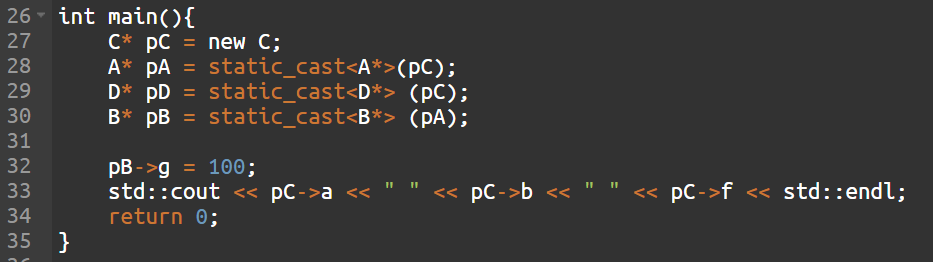 26 int main(){
27 C* pC = new C;
28 A* pA = static_cast<A*>(pC);
29 D* pD = static_cast<D*> (pC);
30 B* pB = static_cast<B*> (pA);
31
32 pB->g = 100;
33 std::cout << pC->a << " " << pC->b << " " << pC->f << std::endl;
34 return 0;
35 }